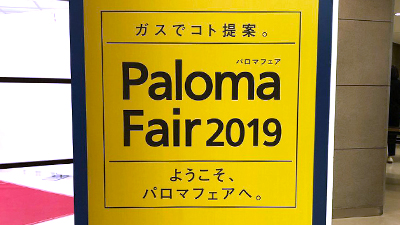 ガスでコト提案。
パロマフェア
Paloma
Fair 2019
ようこそ、
パロマフェアへ。